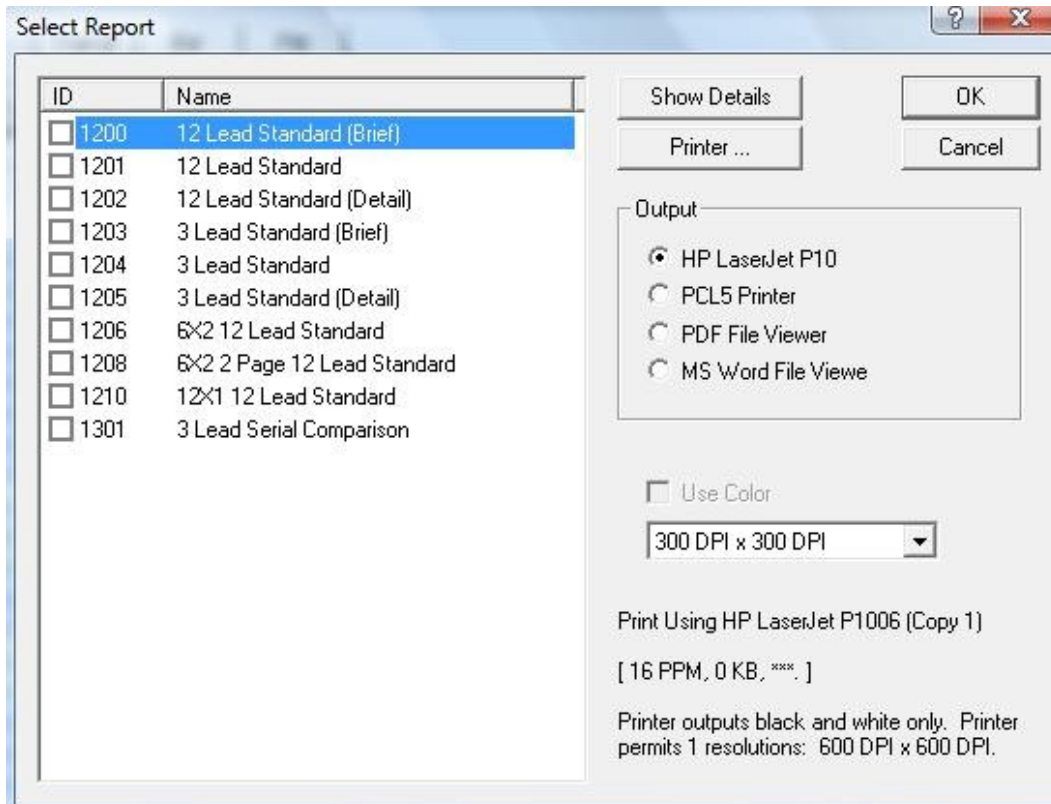 Select Report
ID Name
1200 12 Lead Standard (Brief)
1201 12 Lead Standard
1202 12 Lead Standard (Detail)
1203 3 Lead Standard (Brief)
1204 3 Lead Standard
1205 3 Lead Standard (Detail)
1206 6X2 12 Lead Standard
1208 6X2 2 Page 12 Lead Standard
1210 12X1 12 Lead Standard
1301 3 Lead Serial Comparison
Show Details
OK
Printer ...
Cancel
Output
HP LaserJet P10
PCL5 Printer
PDF File Viewer
MS Word File Viewe
Use Color
300 DPI x 300 DPI
Print Using HP LaserJet P1006 (Copy 1)
[ 16 PPM, 0 KB, ***. ]
Printer outputs black and white only. Printer
permits 1 resolutions: 600 DPI x 600 DPI.